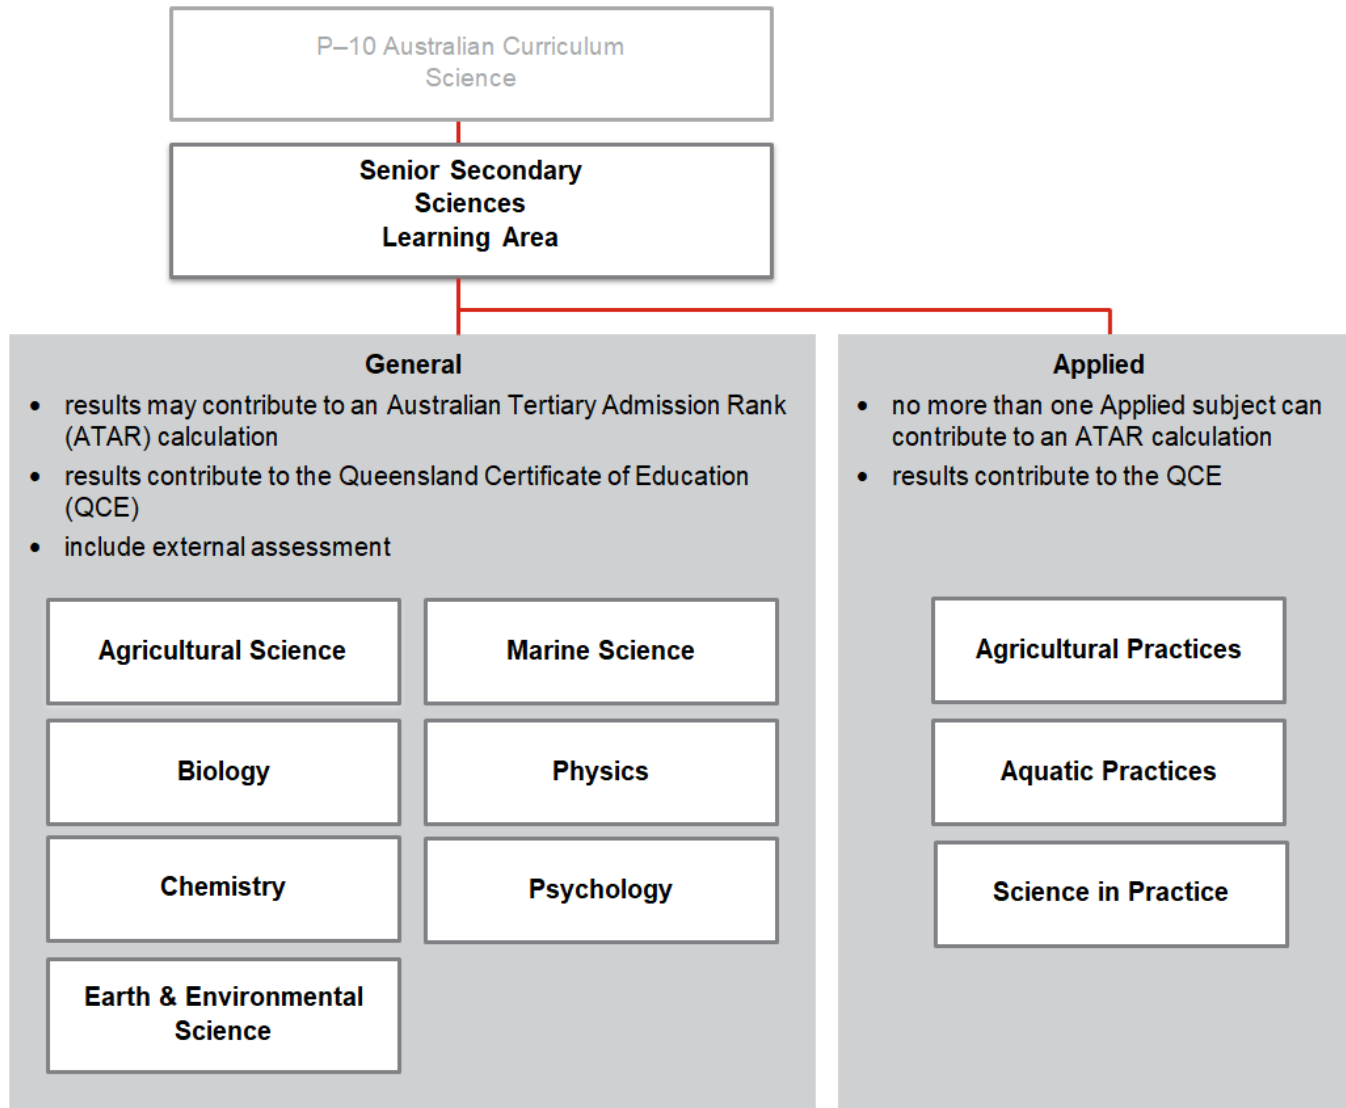 P–10 Australian Curriculum
Science
Senior Secondary
Sciences
Learning Area
General
• results may contribute to an Australian Tertiary Admission Rank
(ATAR) calculation
• results contribute to the Queensland Certificate of Education
(QCE)
• include external assessment
Agricultural Science
Marine Science
Biology
Physics
Chemistry
Psychology
Earth & Environmental
Science
Applied
• no more than one Applied subject can
contribute to an ATAR calculation
• results contribute to the QCE
Agricultural Practices
Aquatic Practices
Science in Practice